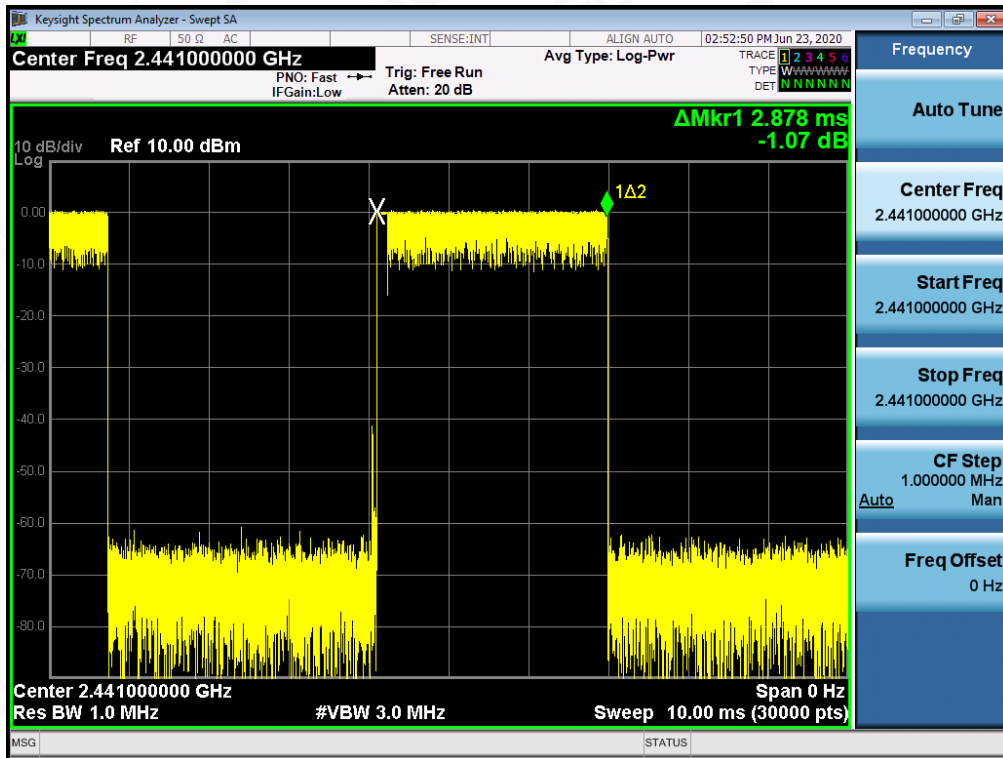 Keysight Spectrum Analyzer - Swept SA
LXI RF 50 Ω AC SENSE:INT ALIGN AUTO 02:52:50 PM Jun 23, 2020
Center Freq 2.441000000 GHz
PNO: Fast
IFGain:Low
Trig: Free Run
Atten: 20 dB
Avg Type: Log-Pwr
TRACE 1 2 3 4 5 6
TYPE WWWWWW
DET N N N N N N
ΔMkr1 2.878 ms
-1.07 dB
10 dB/div Ref 10.00 dBm
Log
1Δ2
0.00
-10.0
-20.0
-30.0
-40.0
-50.0
-60.0
-70.0
-80.0
Center 2.441000000 GHz Span 0 Hz
Res BW 1.0 MHz #VBW 3.0 MHz Sweep 10.00 ms (30000 pts)
MSG STATUS
Frequency
Auto Tune
Center Freq
2.441000000 GHz
Start Freq
2.441000000 GHz
Stop Freq
2.441000000 GHz
CF Step
1.000000 MHz
Auto Man
Freq Offset
0 Hz